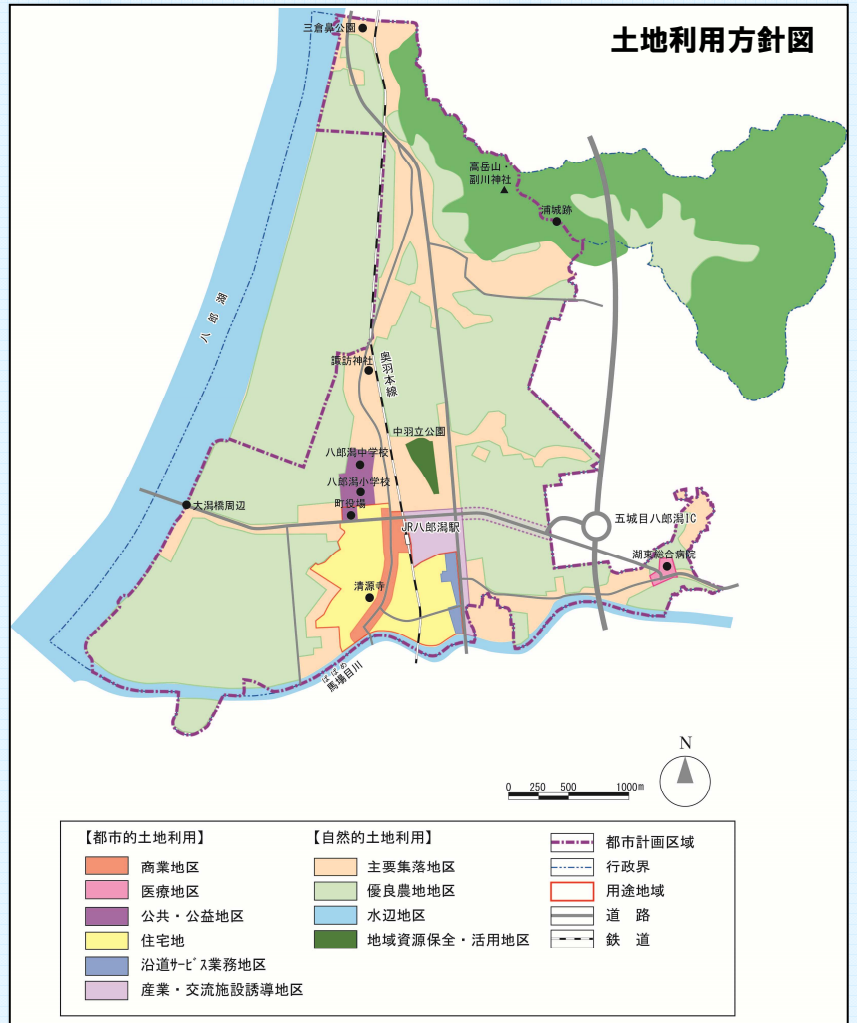 土地利用方針図
三倉鼻公園
高岳山・
副川神社
浦城跡
八郎湖
諏訪神社
奥羽本線
中羽立公園
八郎潟中学校
八郎潟小学校
町役場
大潟橋周辺
JR八郎潟駅
五城目八郎潟IC
湖東総合病院
清源寺
ばばめ
馬場目川
N
0 250 500 1000m
【都市的土地利用】
商業地区
医療地区
公共・公益地区
住宅地
沿道ｻｰﾋﾞｽ業務地区
産業・交流施設誘導地区
【自然的土地利用】
主要集落地区
優良農地地区
水辺地区
地域資源保全・活用地区
都市計画区域
行政界
用途地域
道　路
鉄　道